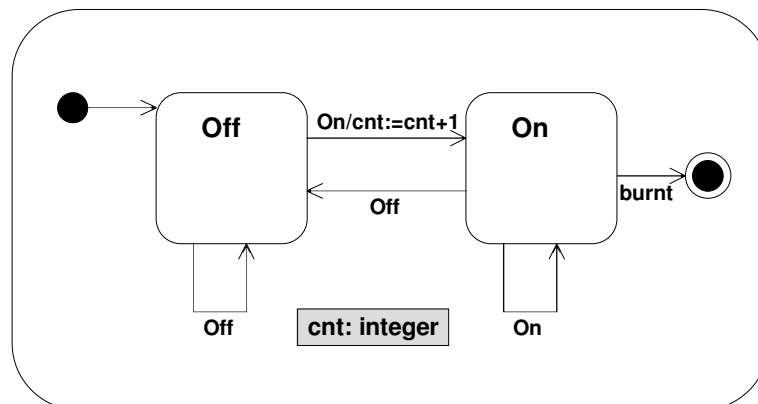 Off
On/cnt:=cnt+1
On
Off
burnt
Off
cnt: integer
On